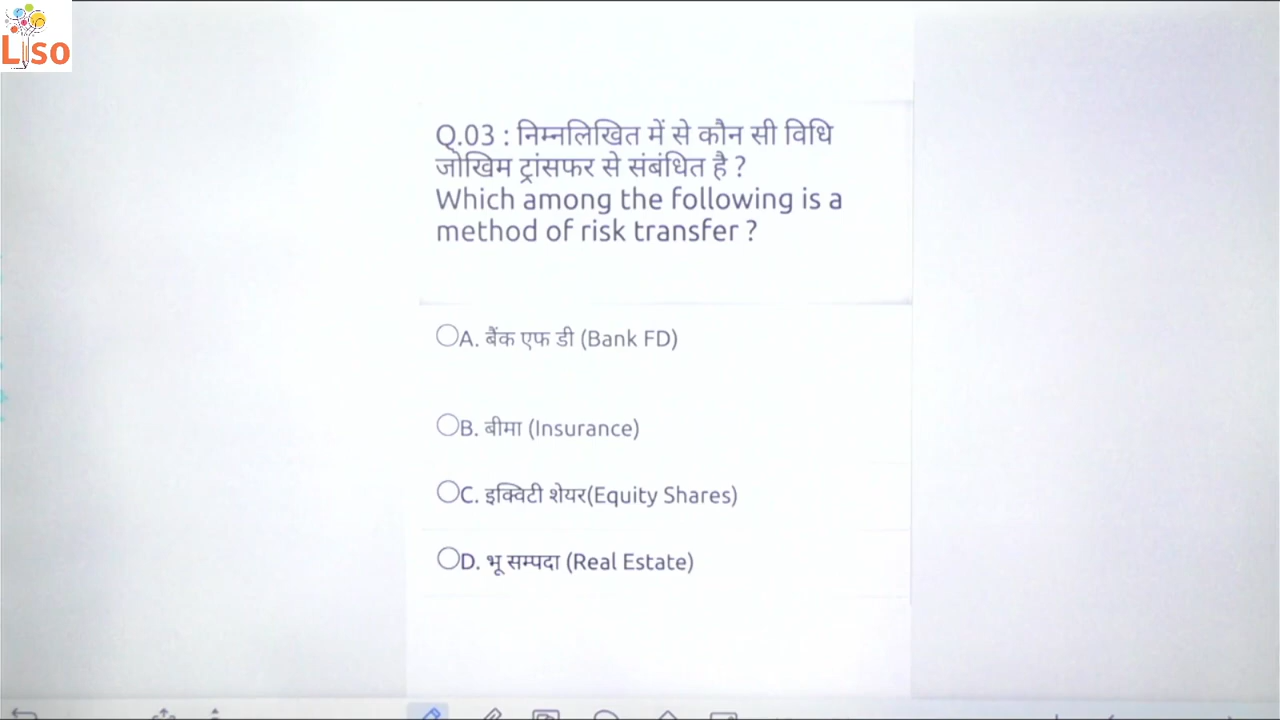 Liso
Q.03 : निम्नलिखित में से कौन सी विधि
जोखिम ट्रांसफर से संबंधित है ?
Which among the following is a
method of risk transfer ?
A. बैंक एफ डी (Bank FD)
B. बीमा (Insurance)
C. इक्विटी शेयर(Equity Shares)
D. भू सम्पदा (Real Estate)